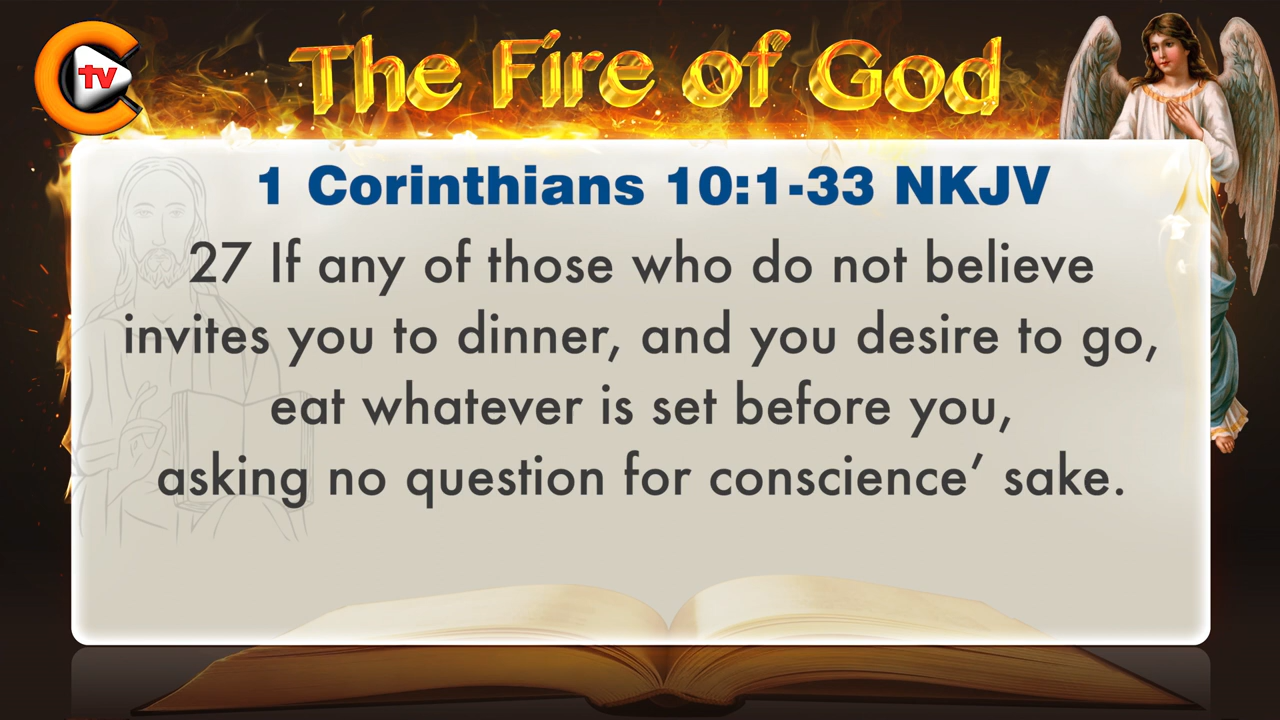 tv
The Fire of God
1 Corinthians 10:1-33 NKJV
27 If any of those who do not believe
invites you to dinner, and you desire to go,
eat whatever is set before you,
asking no question for conscience’ sake.